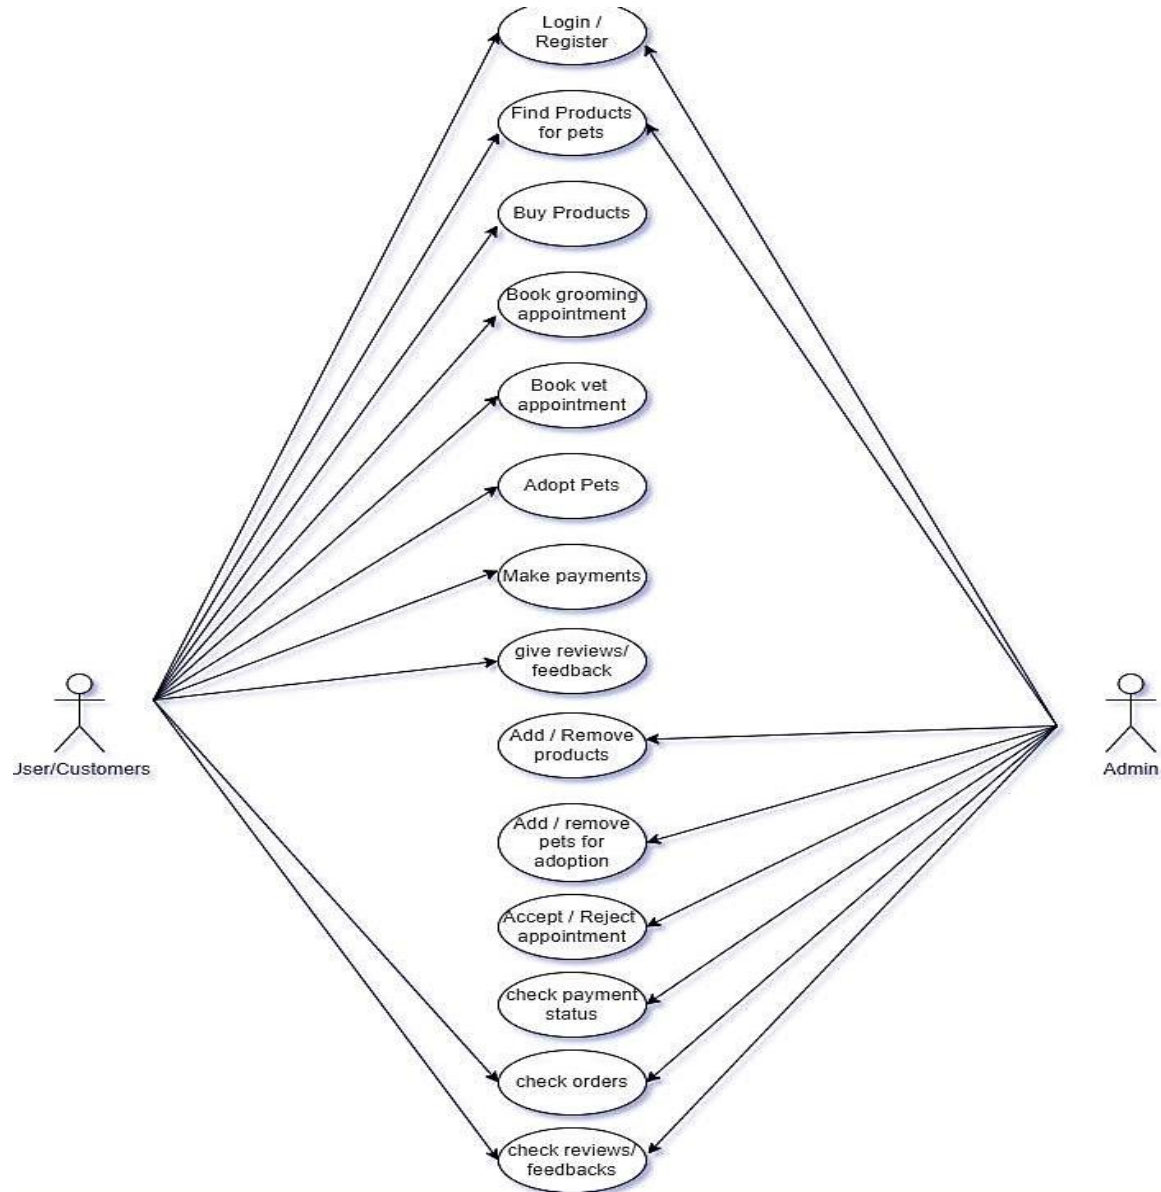 Login /
Register
Find Products
for pets
Buy Products
Book grooming
appointment
Book vet
appointment
Adopt Pets
Make payments
give reviews/
feedback
Add / Remove
products
Jser/Customers
Admin
Add / remove
pets for
adoption
Accept / Reject
appointment
check payment
status
check orders
check reviews/
feedbacks